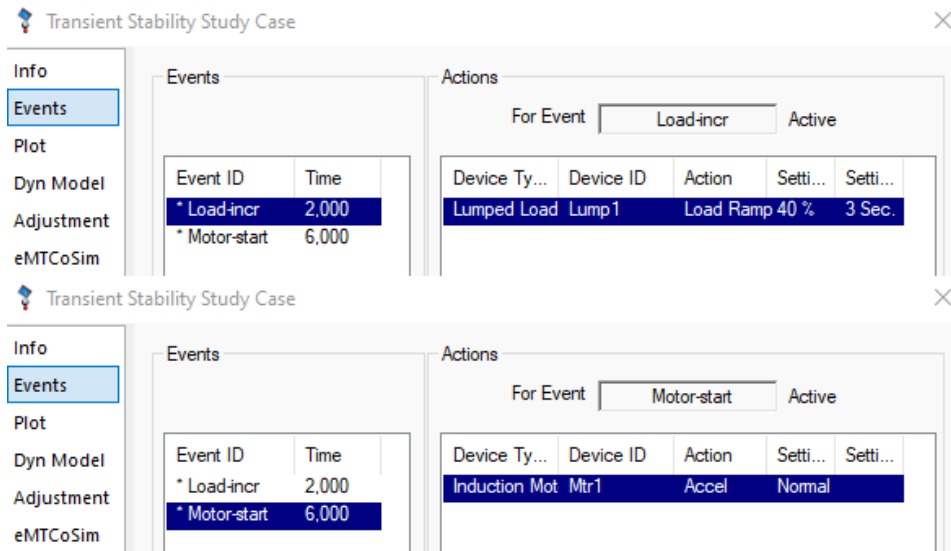 Transient Stability Study Case
Info
Events
Plot
Dyn Model
Adjustment
eMTCoSim
Events
Event ID Time
* Load-incr 2,000
* Motor-start 6,000
Actions
For Event Load-incr Active
Device Ty... Device ID Action Setti... Setti...
Lumped Load Lump1 Load Ramp 40 % 3 Sec.
Transient Stability Study Case
Info
Events
Plot
Dyn Model
Adjustment
eMTCoSim
Events
Event ID Time
* Load-incr 2,000
* Motor-start 6,000
Actions
For Event Motor-start Active
Device Ty... Device ID Action Setti... Setti...
Induction Mot Mtr1 Accel Normal